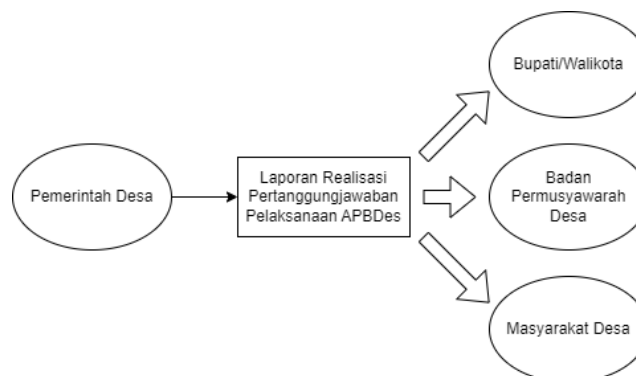 Bupati/Walikota
Pemerintah Desa
Laporan Realisasi
Pertanggungjawaban
Pelaksanaan APBDes
Badan
Permusyawarah
Desa
Masyarakat Desa